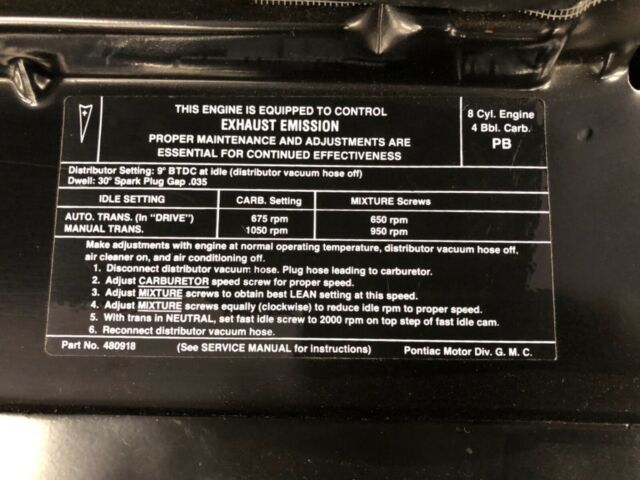 THIS ENGINE IS EQUIPPED TO CONTROL
EXHAUST EMISSION
PROPER MAINTENANCE AND ADJUSTMENTS ARE
ESSENTIAL FOR CONTINUED EFFECTIVENESS
8 Cyl. Engine
4 Bbl. Carb.
PB
Distributor Setting: 9° BTDC at idle (distributor vacuum hose off)
Dwell: 30° Spark Plug Gap .035
IDLE SETTING CARB. Setting MIXTURE Screws
AUTO. TRANS. (In "DRIVE") 675 rpm 650 rpm
MANUAL TRANS. 1050 rpm 950 rpm
Make adjustments with engine at normal operating temperature, distributor vacuum hose off,
air cleaner on, and air conditioning off.
1. Disconnect distributor vacuum hose. Plug hose leading to carburetor.
2. Adjust CARBURETOR speed screw for proper speed.
3. Adjust MIXTURE screws to obtain best LEAN setting at this speed.
4. Adjust MIXTURE screws equally (clockwise) to reduce idle rpm to proper speed.
5. With trans in NEUTRAL, set fast idle screw to 2000 rpm on top step of fast idle cam.
6. Reconnect distributor vacuum hose.
Part No. 480918 (See SERVICE MANUAL for instructions) Pontiac Motor Div. G. M. C.